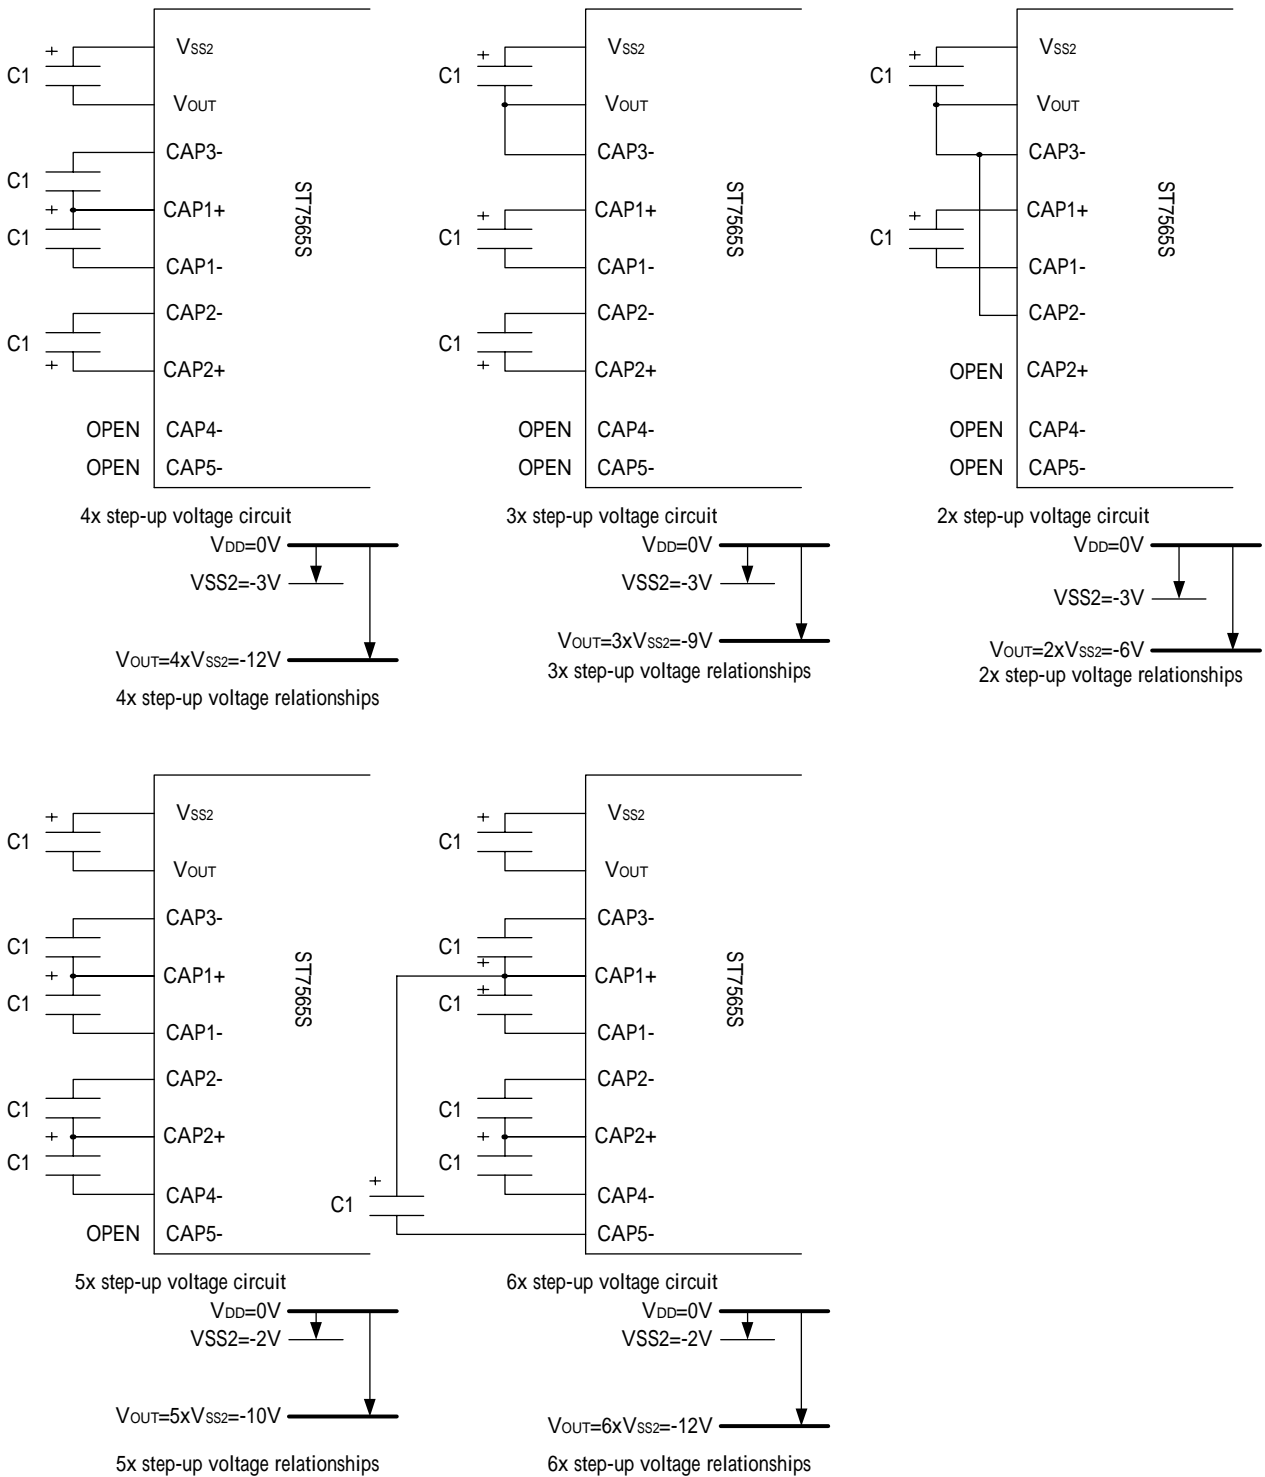 +
VSS2
C1
VOUT
CAP3-
C1
+
CAP1+
C1
CAP1-
CAP2-
C1
+
CAP2+
OPEN CAP4-
OPEN CAP5-
ST7565S
4x step-up voltage circuit
VDD=0V
VSS2=-3V
VOUT=4xVSS2=-12V
4x step-up voltage relationships
+
VSS2
C1
VOUT
CAP3-
+
CAP1+
C1
CAP1-
CAP2-
C1
+
CAP2+
OPEN CAP4-
OPEN CAP5-
ST7565S
3x step-up voltage circuit
VDD=0V
VSS2=-3V
VOUT=3xVSS2=-9V
3x step-up voltage relationships
+
VSS2
C1
VOUT
CAP3-
+
CAP1+
C1
CAP1-
CAP2-
OPEN CAP2+
OPEN CAP4-
OPEN CAP5-
ST7565S
2x step-up voltage circuit
VDD=0V
VSS2=-3V
VOUT=2xVSS2=-6V
2x step-up voltage relationships
+
VSS2
C1
VOUT
CAP3-
C1
+
CAP1+
C1
CAP1-
CAP2-
C1
+
CAP2+
C1
CAP4-
OPEN CAP5-
ST7565S
5x step-up voltage circuit
VDD=0V
VSS2=-2V
VOUT=5xVSS2=-10V
5x step-up voltage relationships
+
VSS2
C1
VOUT
CAP3-
C1
+
CAP1+
+
C1
CAP1-
CAP2-
C1
+
CAP2+
C1
+
CAP4-
C1
CAP5-
ST7565S
6x step-up voltage circuit
VDD=0V
VSS2=-2V
VOUT=6xVSS2=-12V
6x step-up voltage relationships